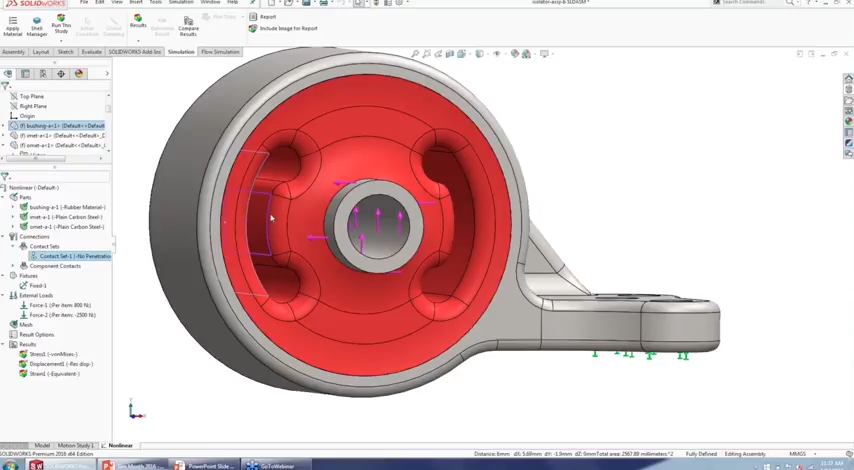 SOLIDWORKS
File Edit View Insert Tools Simulation Window Help
isolator-assy-b.SLDASM *
Search Commands
Apply Material
Shell Manager
Run This Study
Results
Compare Results
Report
Include Image for Report
Assembly Layout Sketch Evaluate SOLIDWORKS Add-Ins Simulation Flow Simulation
Top Plane
Right Plane
Origin
(f) bushing-a<1> (Default<<Default
(f) imet-a<1> (Default<<Default>_D
(f) omet-a<1> (Default<<Default>_
Nonlinear (-Default-)
Parts
bushing-a-1 (-Rubber Material-)
imet-a-1 (-Plain Carbon Steel-)
omet-a-1 (-Plain Carbon Steel-)
Connections
Contact Sets
Contact Set-1 (-No Penetration
Component Contacts
Fixtures
Fixed-1
External Loads
Force-1 (:Per item: 800 N:)
Force-2 (:Per item: -2500 N:)
Mesh
Result Options
Results
Stress1 (-vonMises-)
Displacement1 (-Res disp-)
Strain1 (-Equivalent-)
Model Motion Study 1 Nonlinear
SOLIDWORKS Premium 2016 x64 Edition
Fully Defined Editing Assembly MMGS
PowerPoint Slide ...
GoToWebinar